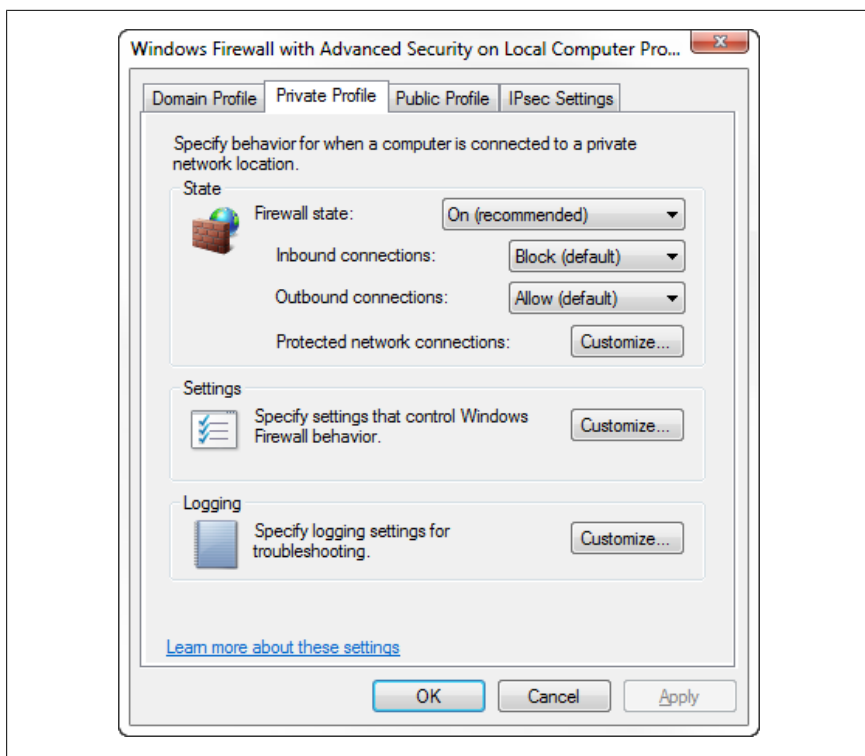 Windows Firewall with Advanced Security on Local Computer Pro...
Domain Profile
Private Profile
Public Profile
IPsec Settings
Specify behavior for when a computer is connected to a private
network location.
State
Firewall state:
On (recommended)
Inbound connections:
Block (default)
Outbound connections:
Allow (default)
Protected network connections:
Customize...
Settings
Specify settings that control Windows
Firewall behavior.
Customize...
Logging
Specify logging settings for
troubleshooting.
Customize...
Learn more about these settings
OK
Cancel
Apply